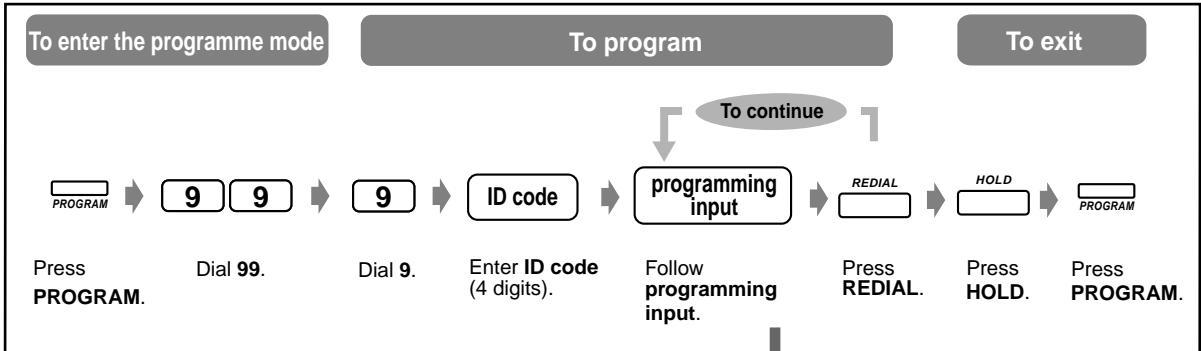 To enter the programme mode
To program
To exit
To continue
PROGRAM
9 9
9
ID code
programming
input
REDIAL
HOLD
PROGRAM
Press
PROGRAM.
Dial 99.
Dial 9.
Enter ID code
(4 digits).
Follow
programming
input.
Press
REDIAL.
Press
HOLD.
Press
PROGRAM.